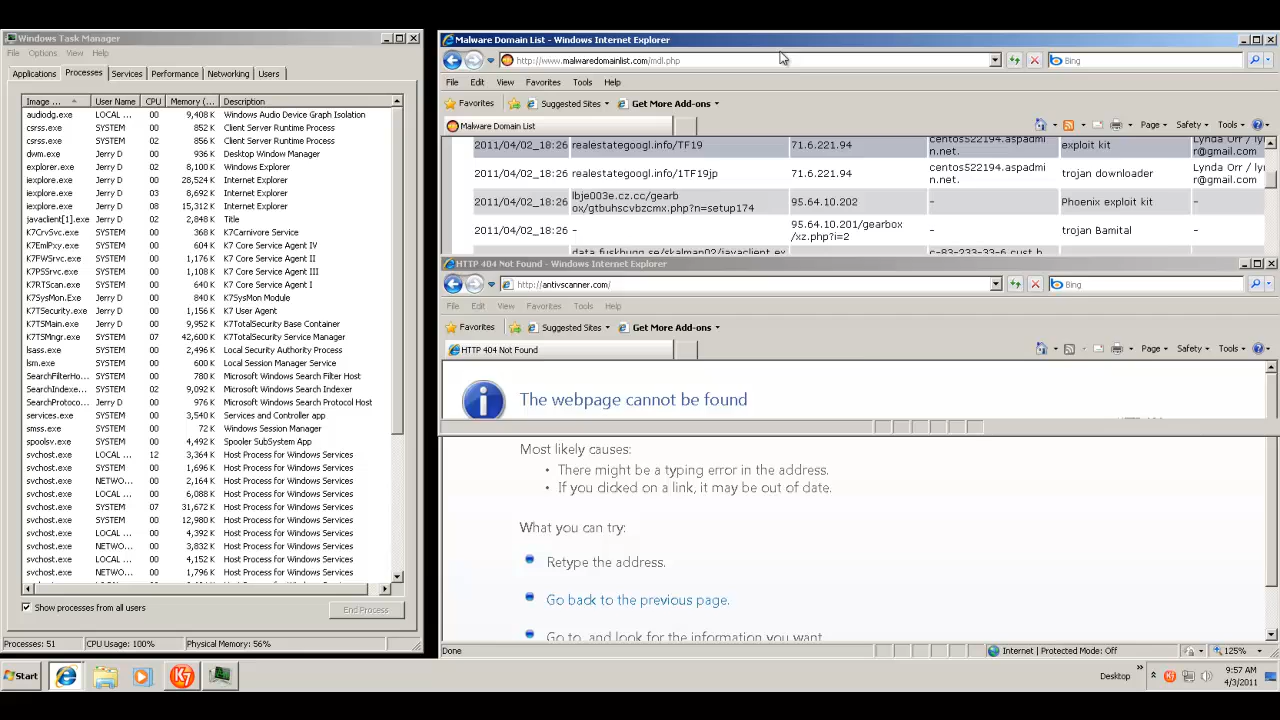 Windows Task Manager
File Options View Help
Applications Processes Services Performance Networking Users
Image ... User Name CPU Memory (... Description
audiodg.exe LOCAL ... 00 9,408 K Windows Audio Device Graph Isolation
csrss.exe SYSTEM 00 852 K Client Server Runtime Process
csrss.exe SYSTEM 02 856 K Client Server Runtime Process
dwm.exe Jerry D 00 936 K Desktop Window Manager
explorer.exe Jerry D 02 8,100 K Windows Explorer
iexplore.exe Jerry D 00 28,524 K Internet Explorer
iexplore.exe Jerry D 03 8,692 K Internet Explorer
iexplore.exe Jerry D 08 15,312 K Internet Explorer
javaclient[1].exe Jerry D 02 2,848 K Title
K7CrvSvc.exe SYSTEM 00 368 K K7Carnivore Service
K7EmlPxy.exe SYSTEM 00 604 K K7 Core Service Agent IV
K7FWSrvc.exe SYSTEM 00 1,176 K K7 Core Service Agent II
K7PSSrvc.exe SYSTEM 00 1,108 K K7 Core Service Agent III
K7RTScan.exe SYSTEM 00 640 K K7 Core Service Agent I
K7SysMon.Exe Jerry D 00 840 K K7SysMon Module
K7TSecurity.exe Jerry D 00 1,156 K K7 User Agent
K7TSMain.exe Jerry D 00 9,952 K K7TotalSecurity Base Container
K7TSMngr.exe SYSTEM 07 42,600 K K7TotalSecurity Service Manager
lsass.exe SYSTEM 00 2,496 K Local Security Authority Process
lsm.exe SYSTEM 00 600 K Local Session Manager Service
SearchFilterHo... SYSTEM 00 780 K Microsoft Windows Search Filter Host
SearchIndexe... SYSTEM 02 9,092 K Microsoft Windows Search Indexer
SearchProtoco... Jerry D 00 976 K Microsoft Windows Search Protocol Host
services.exe SYSTEM 00 3,540 K Services and Controller app
smss.exe SYSTEM 00 72 K Windows Session Manager
spoolsv.exe SYSTEM 00 4,492 K Spooler SubSystem App
svchost.exe LOCAL ... 12 3,364 K Host Process for Windows Services
svchost.exe SYSTEM 00 1,696 K Host Process for Windows Services
svchost.exe NETWO... 00 2,164 K Host Process for Windows Services
svchost.exe LOCAL ... 00 6,088 K Host Process for Windows Services
svchost.exe SYSTEM 07 31,672 K Host Process for Windows Services
svchost.exe SYSTEM 00 12,980 K Host Process for Windows Services
svchost.exe LOCAL ... 00 4,392 K Host Process for Windows Services
svchost.exe NETWO... 00 3,832 K Host Process for Windows Services
svchost.exe LOCAL ... 00 4,152 K Host Process for Windows Services
svchost.exe NETWO... 00 1,796 K Host Process for Windows Services
Show processes from all users End Process
Processes: 51 CPU Usage: 100% Physical Memory: 56%
Malware Domain List - Windows Internet Explorer
http://www.malwaredomainlist.com/mdl.php Bing
File Edit View Favorites Tools Help
Favorites Suggested Sites Get More Add-ons
Malware Domain List Page Safety Tools
2011/04/02_18:26 realestategoogl.info/TF19 71.6.221.94 centos522194.aspadmi n.net. exploit kit Lynda Orr / lyr r@gmail.com
2011/04/02_18:26 realestategoogl.info/1TF19jp 71.6.221.94 centos522194.aspadmi n.net. trojan downloader Lynda Orr / lyr r@gmail.com
2011/04/02_18:26 lbje003e.cz.cc/gearb ox/gtbuhscvbzcmx.php?n=setup174 95.64.10.202 - Phoenix exploit kit -
2011/04/02_18:26 - 95.64.10.201/gearbox /xz.php?i=2 - trojan Bamital -
data.fuskbugg.se/skalman02/javaclient.ex c-83-233-33-6.cust.b
HTTP 404 Not Found - Windows Internet Explorer
http://antivscanner.com/ Bing
File Edit View Favorites Tools Help
Favorites Suggested Sites Get More Add-ons
HTTP 404 Not Found Page Safety Tools
The webpage cannot be found
Most likely causes:
• There might be a typing error in the address.
• If you clicked on a link, it may be out of date.
What you can try:
Retype the address.
Go back to the previous page.
Go to and look for the information you want.
Done Internet | Protected Mode: Off 125%
Start K7 Desktop 9:57 AM
4/3/2011